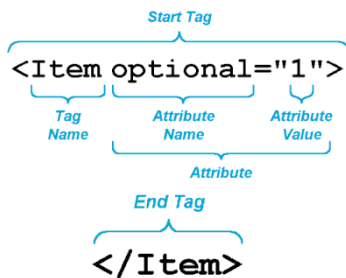 Start Tag
<Item optional="1">
Tag Name Attribute Name Attribute Value
Attribute
End Tag
</Item>